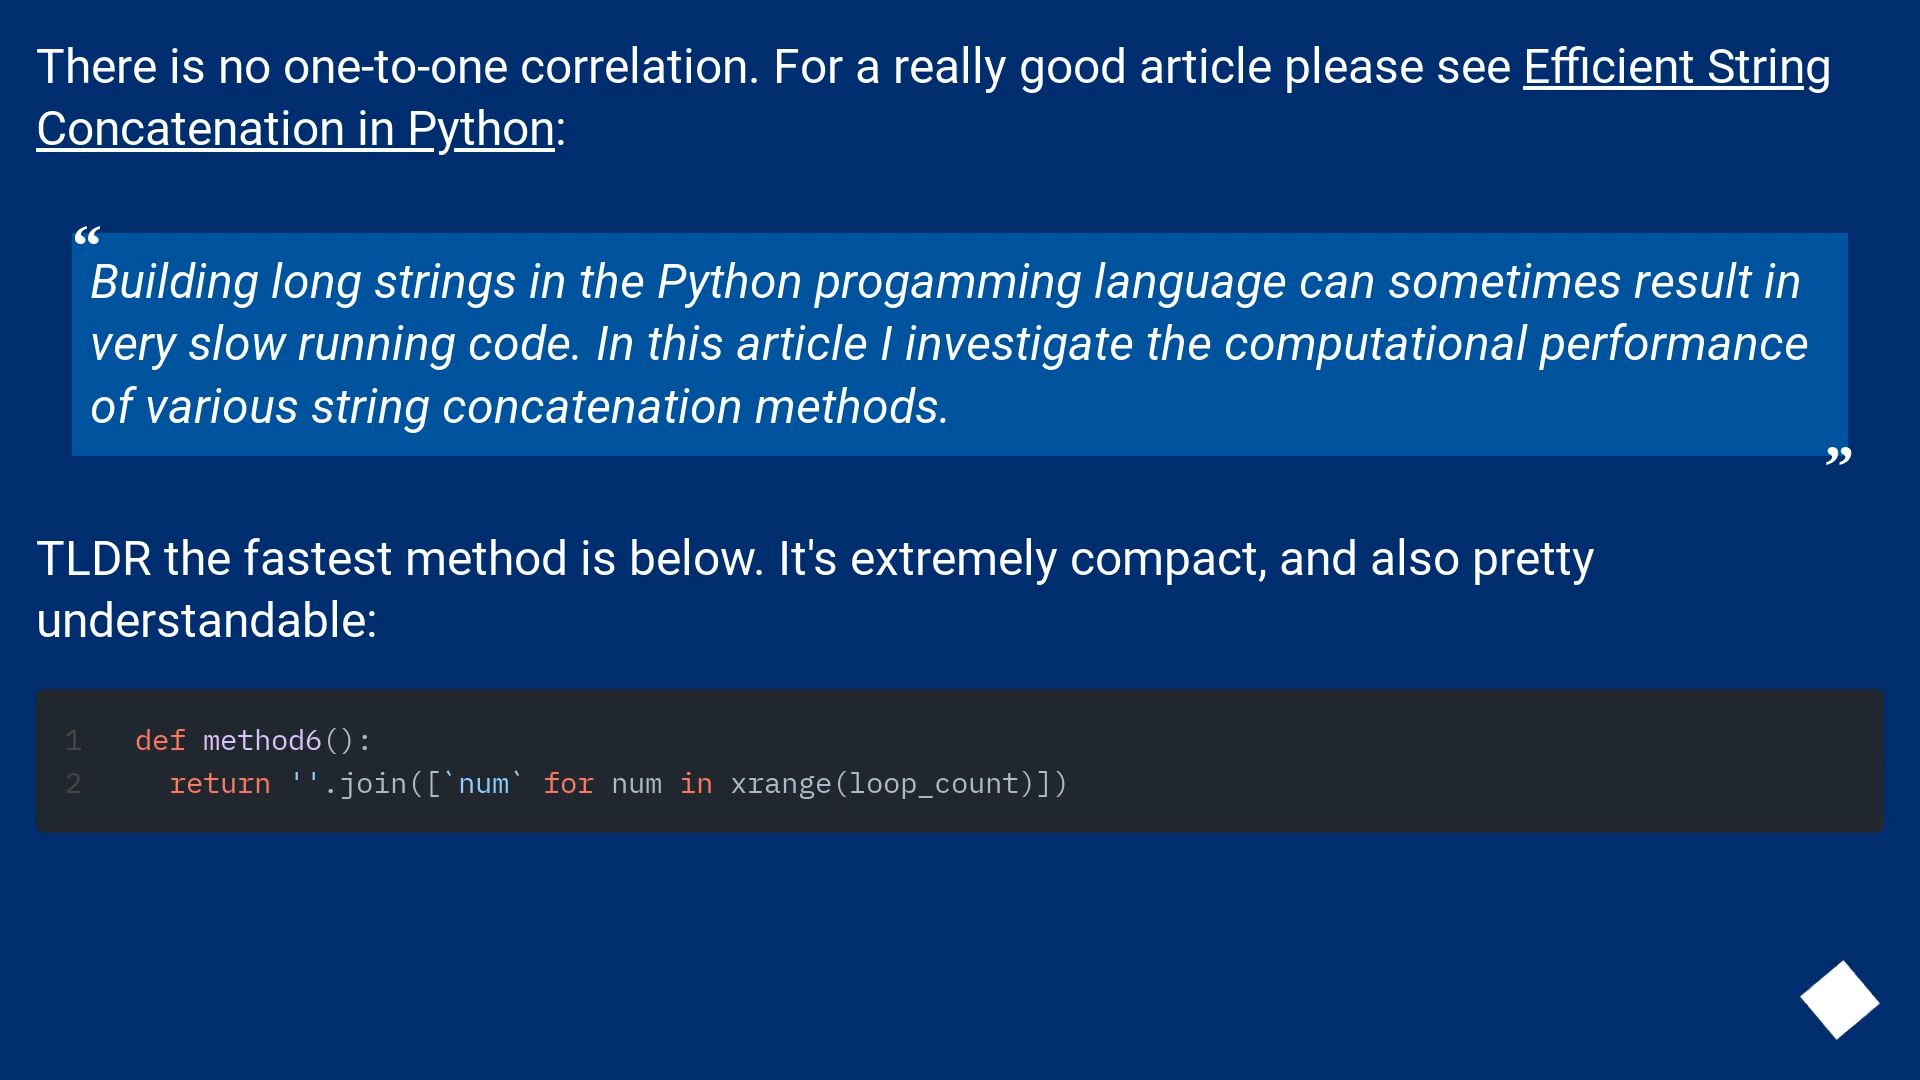 There is no one-to-one correlation. For a really good article please see Efficient String
Concatenation in Python:
“
Building long strings in the Python progamming language can sometimes result in
very slow running code. In this article I investigate the computational performance
of various string concatenation methods.
”
TLDR the fastest method is below. It's extremely compact, and also pretty
understandable:
1 def method6():
2   return ''.join([`num` for num in xrange(loop_count)])